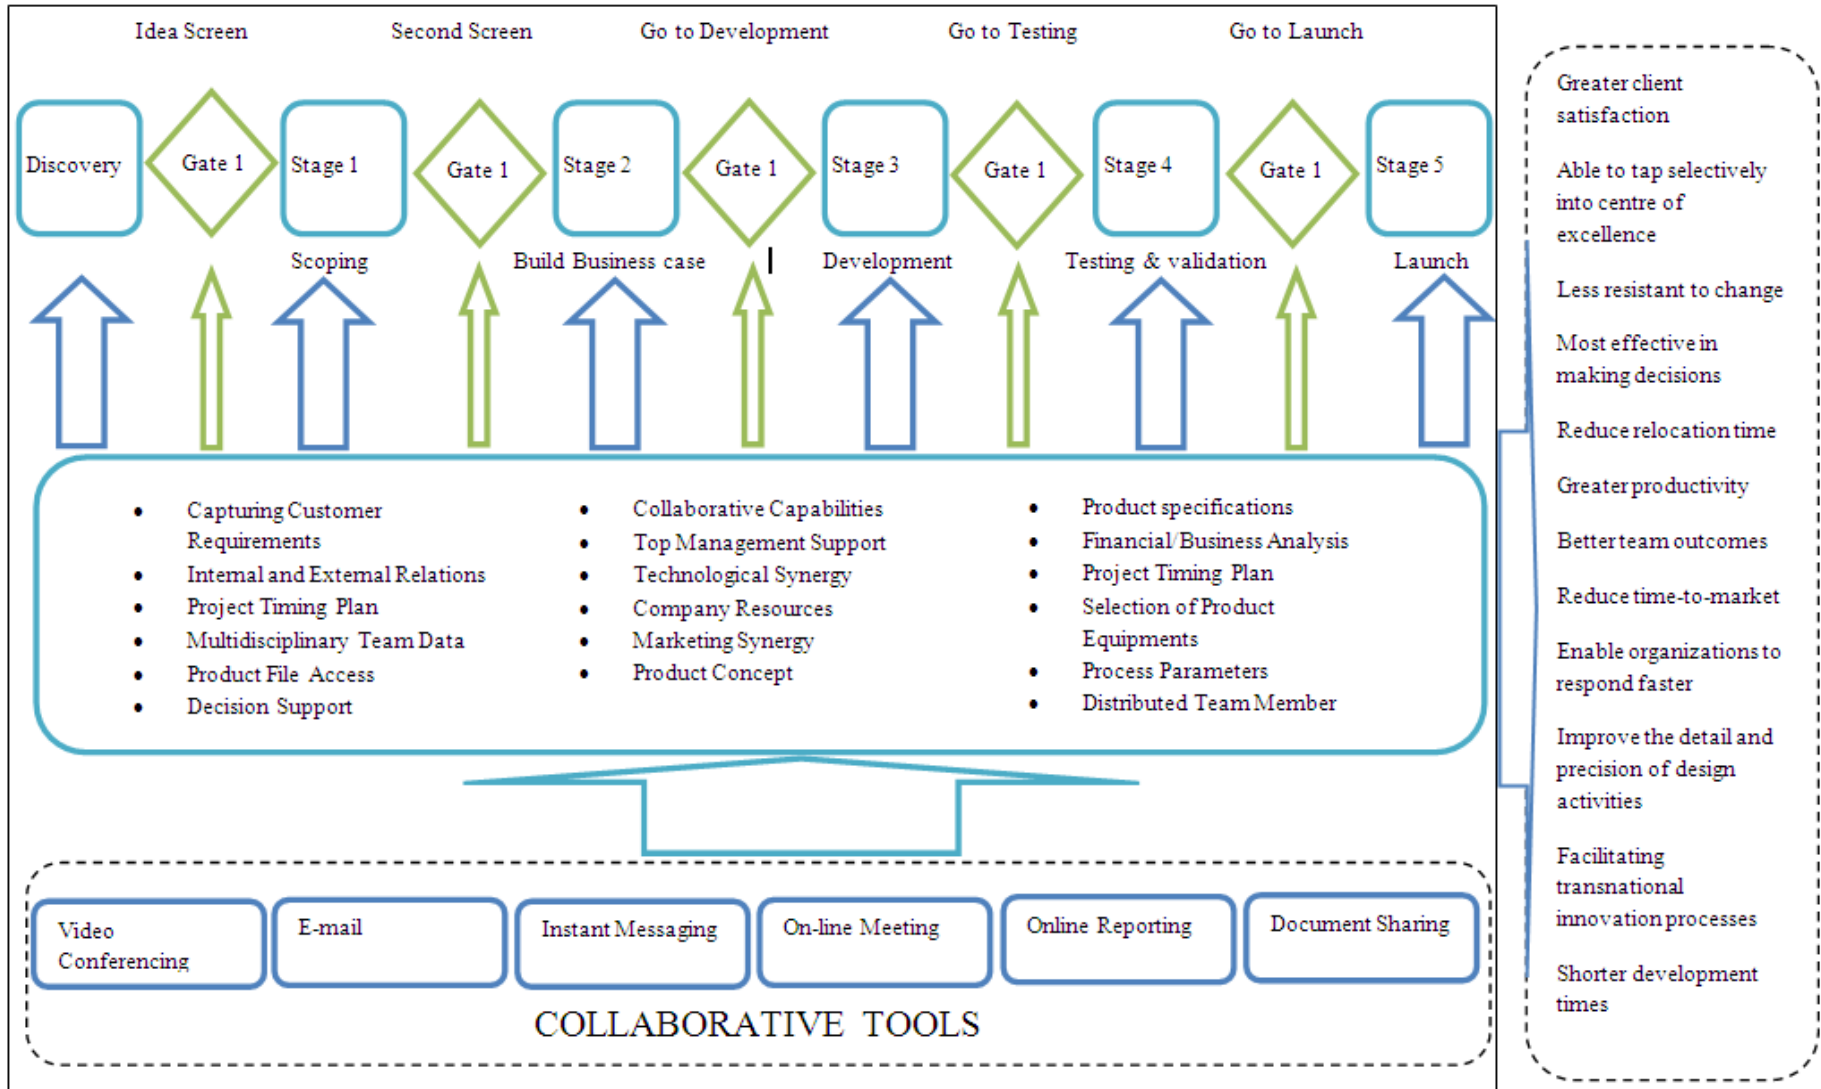 Idea Screen
Second Screen
Go to Development
Go to Testing
Go to Launch
Discovery
Gate 1
Stage 1
Gate 1
Stage 2
Gate 1
Stage 3
Gate 1
Stage 4
Gate 1
Stage 5
Scoping
Build Business case
Development
Testing & validation
Launch
• Capturing Customer
Requirements
• Internal and External Relations
• Project Timing Plan
• Multidisciplinary Team Data
• Product File Access
• Decision Support
• Collaborative Capabilities
• Top Management Support
• Technological Synergy
• Company Resources
• Marketing Synergy
• Product Concept
• Product specifications
• Financial/Business Analysis
• Project Timing Plan
• Selection of Product
Equipments
• Process Parameters
• Distributed Team Member
Video
Conferencing
E-mail
Instant Messaging
On-line Meeting
Online Reporting
Document Sharing
COLLABORATIVE TOOLS
Greater client
satisfaction
Able to tap selectively
into centre of
excellence
Less resistant to change
Most effective in
making decisions
Reduce relocation time
Greater productivity
Better team outcomes
Reduce time-to-market
Enable organizations to
respond faster
Improve the detail and
precision of design
activities
Facilitating
transnational
innovation processes
Shorter development
times